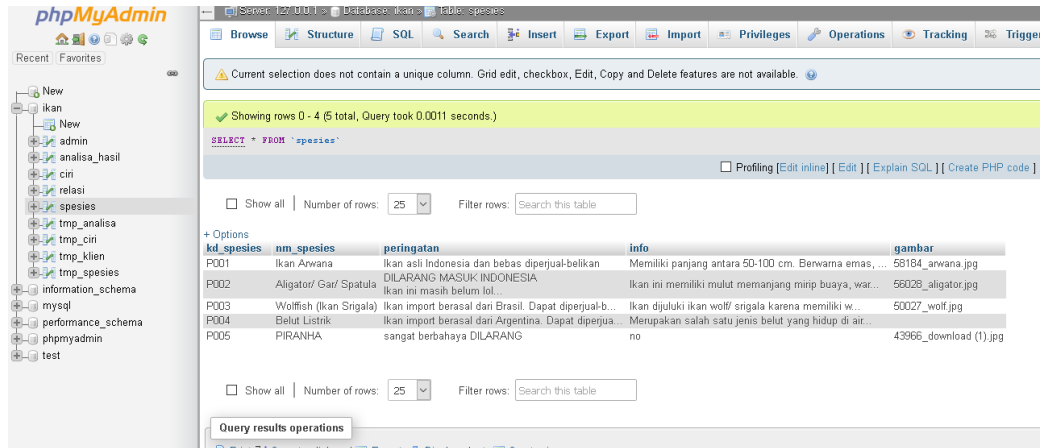 phpMyAdmin
Recent Favorites
New
ikan
New
admin
analisa_hasil
ciri
relasi
spesies
tmp_analisa
tmp_ciri
tmp_klien
tmp_spesies
information_schema
mysql
performance_schema
phpmyadmin
test
Server: 127.0.0.1 » Database: ikan » Table: spesies
Browse Structure SQL Search Insert Export Import Privileges Operations Tracking Trigger
Current selection does not contain a unique column. Grid edit, checkbox, Edit, Copy and Delete features are not available.
Showing rows 0 - 4 (5 total, Query took 0.0011 seconds.)
SELECT * FROM `spesies`
Profiling [Edit inline] [ Edit ] [ Explain SQL ] [ Create PHP code ]
Show all | Number of rows: 25 Filter rows: Search this table
+ Options
kd_spesies nm_spesies peringatan info gambar
P001 Ikan Arwana Ikan asli Indonesia dan bebas diperjual-belikan Memiliki panjang antara 50-100 cm. Berwarna emas, ... 58184_arwana.jpg
P002 Aligator/ Gar/ Spatula DILARANG MASUK INDONESIA Ikan ini memiliki mulut memanjang mirip buaya, war... 56028_aligator.jpg
Ikan ini masih belum lol...
P003 Wolffish (Ikan Srigala) Ikan import berasal dari Brasil. Dapat diperjual-b... Ikan dijuluki ikan wolf/ srigala karena memiliki w... 50027_wolf.jpg
P004 Belut Listrik Ikan import berasal dari Argentina. Dapat diperjua... Merupakan salah satu jenis belut yang hidup di air...
P005 PIRANHA sangat berbahaya DILARANG no 43966_download (1).jpg
Show all | Number of rows: 25 Filter rows: Search this table
Query results operations